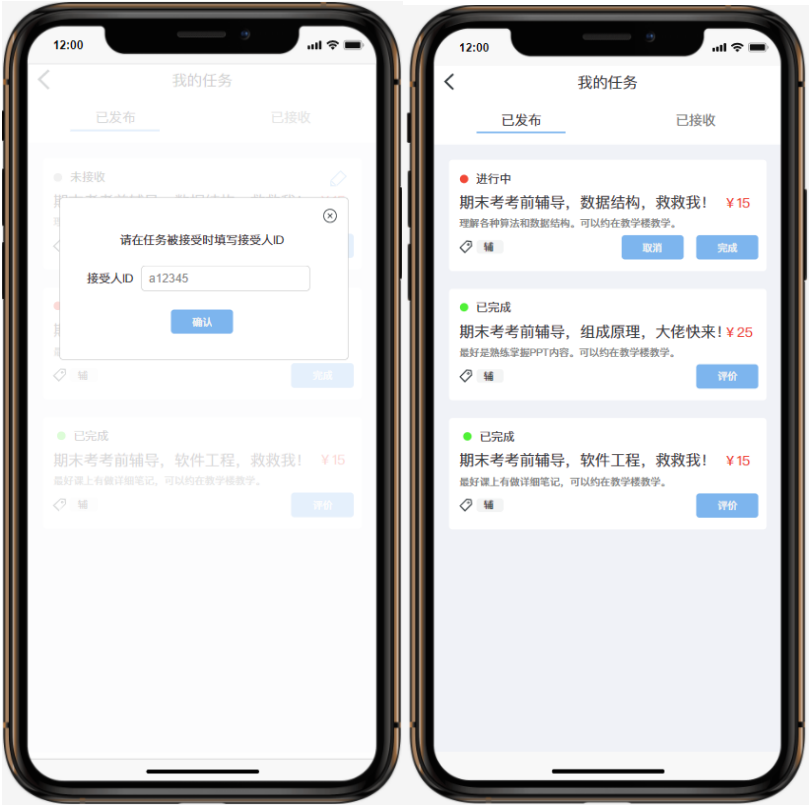 12:00
我的任务
已发布
已接收
未接收
请在任务被接受时填写接受人ID
接受人ID
a12345
确认
辅
完成
已完成
期末考考前辅导，软件工程，救救我！ ￥15
最好课上有做详细笔记，可以约在教学楼教学。
辅
评价
12:00
我的任务
已发布
已接收
进行中
期末考考前辅导，数据结构，救救我！ ￥15
理解各种算法和数据结构。可以约在教学楼教学。
辅
取消
完成
已完成
期末考考前辅导，组成原理，大佬快来！￥25
最好是熟练掌握PPT内容。可以约在教学楼教学。
辅
评价
已完成
期末考考前辅导，软件工程，救救我！ ￥15
最好课上有做详细笔记，可以约在教学楼教学。
辅
评价